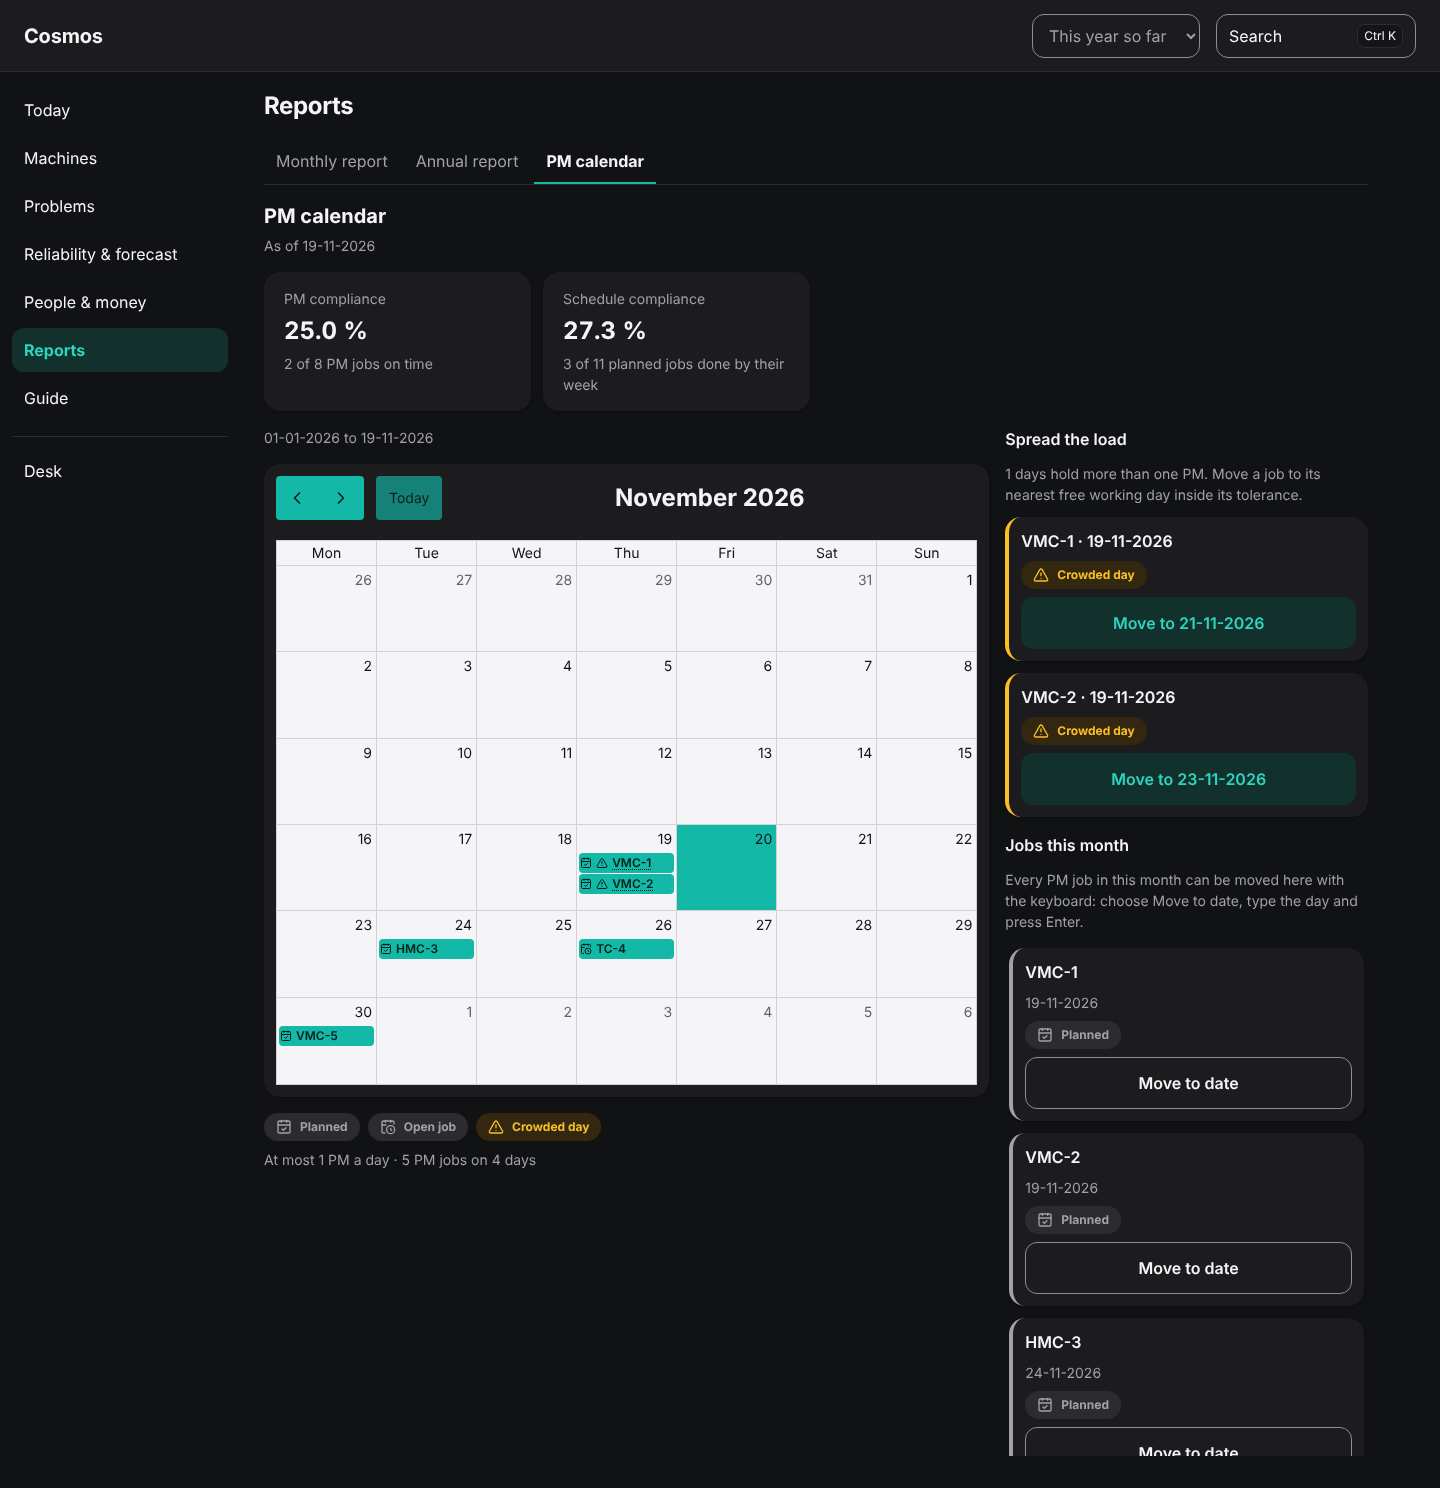 Cosmos
This year so far
Search
Ctrl K
Today
Machines
Problems
Reliability & forecast
People & money
Reports
Guide
Desk
Reports
Monthly report
Annual report
PM calendar
PM calendar
As of 19-11-2026
PM compliance
25.0 %
2 of 8 PM jobs on time
Schedule compliance
27.3 %
3 of 11 planned jobs done by their
week
01-01-2026 to 19-11-2026
Today
November 2026
Mon Tue Wed Thu Fri Sat Sun
26 27 28 29 30 31 1
2 3 4 5 6 7 8
9 10 11 12 13 14 15
16 17 18 19 20 21 22
VMC-1
VMC-2
23 24 25 26 27 28 29
HMC-3 TC-4
30 1 2 3 4 5 6
VMC-5
Planned
Open job
Crowded day
At most 1 PM a day · 5 PM jobs on 4 days
Spread the load
1 days hold more than one PM. Move a job to its
nearest free working day inside its tolerance.
VMC-1 · 19-11-2026
Crowded day
Move to 21-11-2026
VMC-2 · 19-11-2026
Crowded day
Move to 23-11-2026
Jobs this month
Every PM job in this month can be moved here with
the keyboard: choose Move to date, type the day and
press Enter.
VMC-1
19-11-2026
Planned
Move to date
VMC-2
19-11-2026
Planned
Move to date
HMC-3
24-11-2026
Planned
Move to date